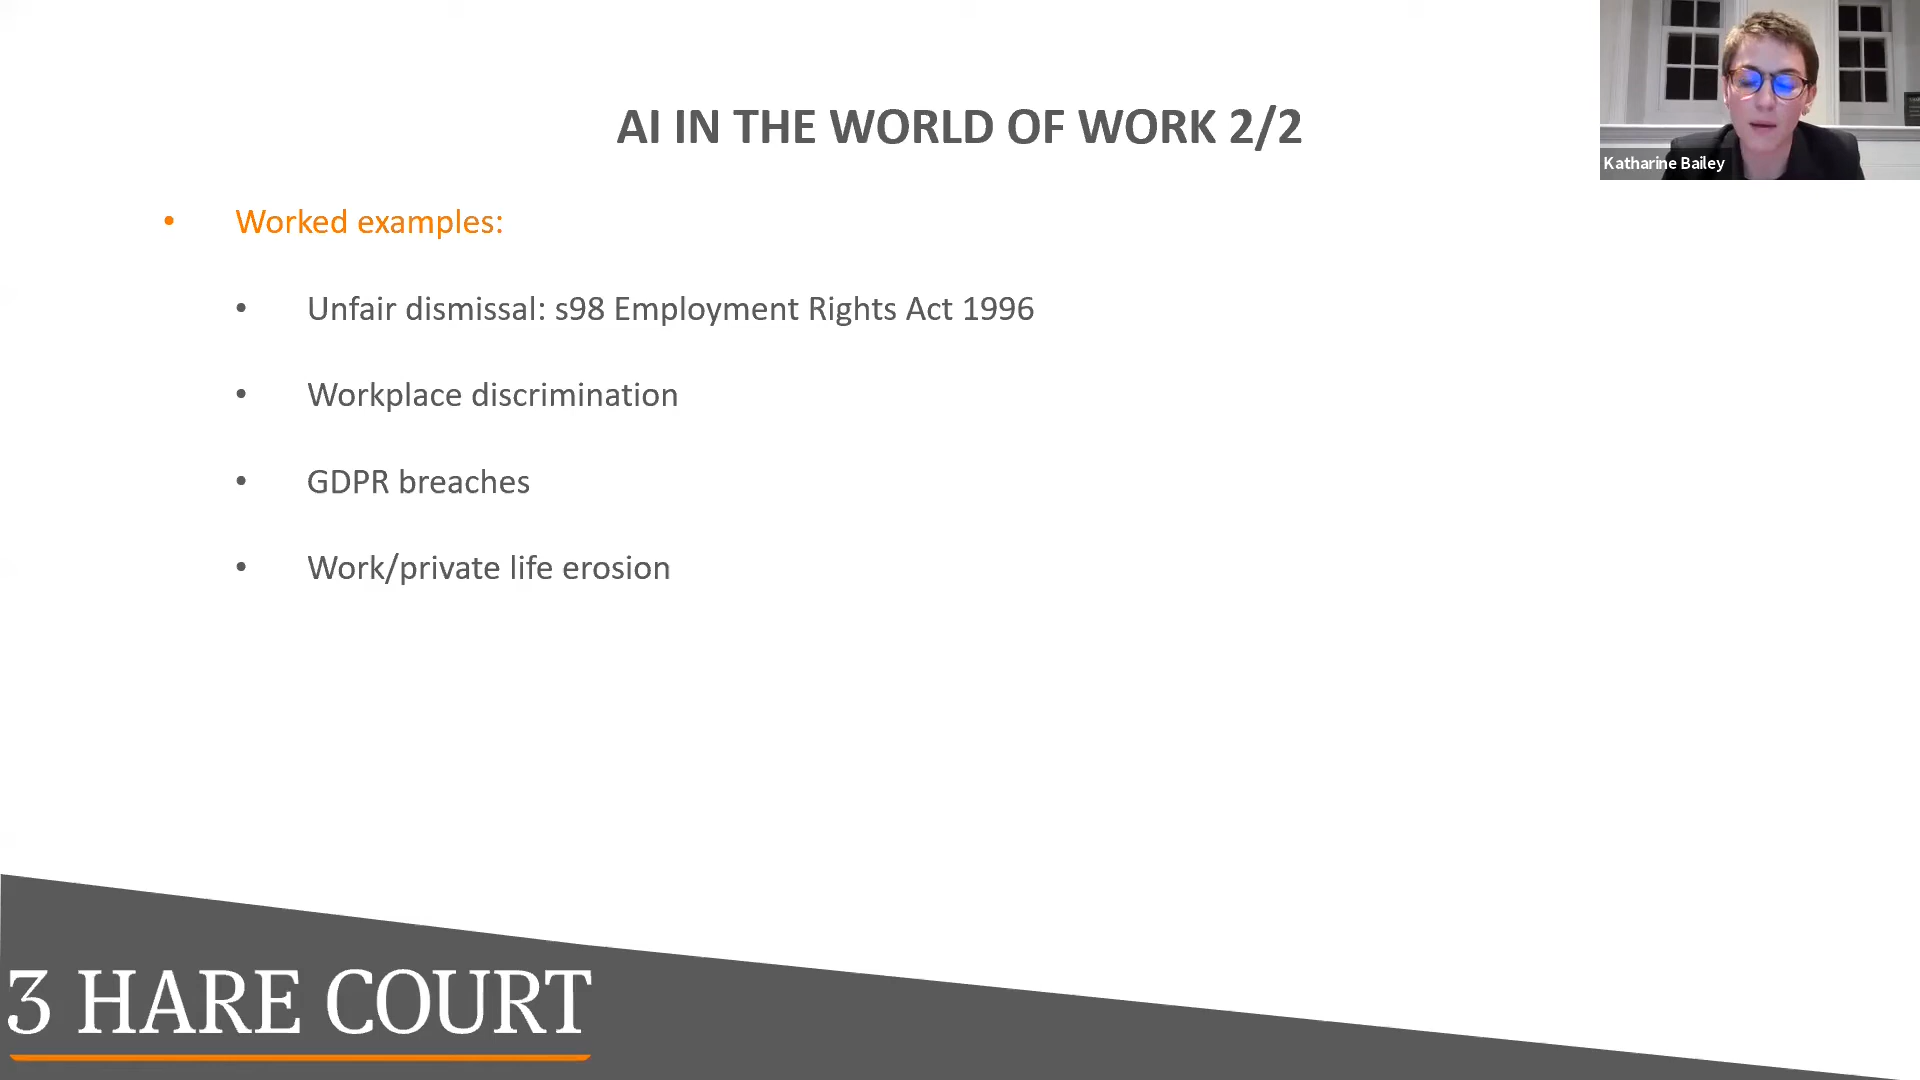 AI IN THE WORLD OF WORK 2/2
Katharine Bailey
• Worked examples:
• Unfair dismissal: s98 Employment Rights Act 1996
• Workplace discrimination
• GDPR breaches
• Work/private life erosion
3 HARE COURT